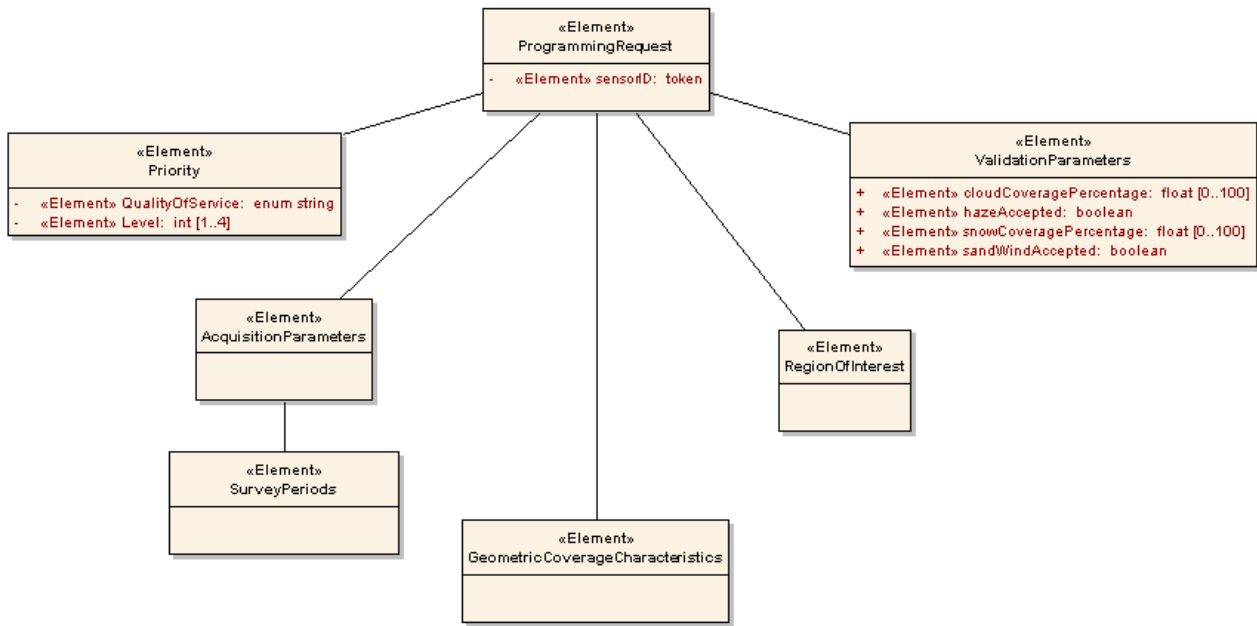 «Element»
ProgrammingRequest
- «Element» sensorID: token
«Element»
Priority
- «Element» QualityOfService: enum string
- «Element» Level: int [1..4]
«Element»
ValidationParameters
+ «Element» cloudCoveragePercentage: float [0..100]
+ «Element» hazeAccepted: boolean
+ «Element» snowCoveragePercentage: float [0..100]
+ «Element» sandWindAccepted: boolean
«Element»
AcquisitionParameters
«Element»
RegionOfInterest
«Element»
SurveyPeriods
«Element»
GeometricCoverageCharacteristics